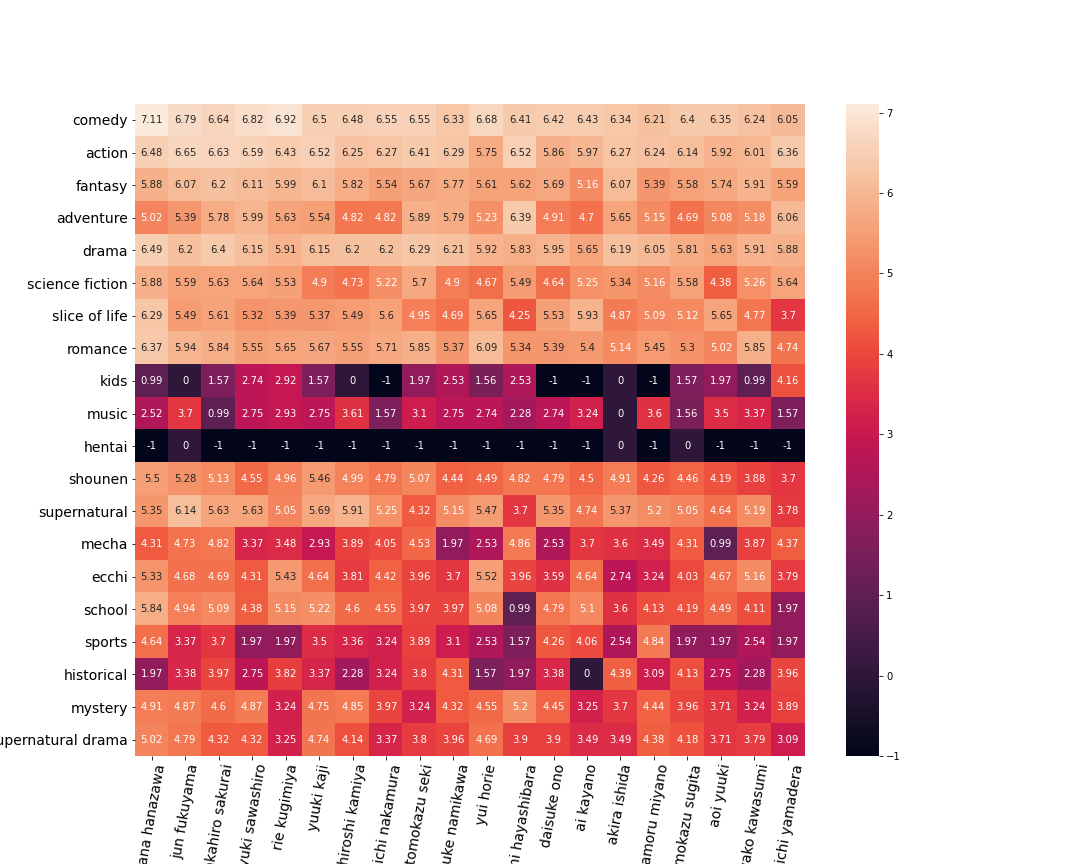 comedy 7.11 6.79 6.64 6.82 6.92 6.5 6.48 6.55 6.55 6.33 6.68 6.41 6.42 6.43 6.34 6.21 6.4 6.35 6.24 6.05
action 6.48 6.65 6.63 6.59 6.43 6.52 6.25 6.27 6.41 6.29 5.75 6.52 5.86 5.97 6.27 6.24 6.14 5.92 6.01 6.36
fantasy 5.88 6.07 6.2 6.11 5.99 6.1 5.82 5.54 5.67 5.77 5.61 5.62 5.69 5.16 6.07 5.39 5.58 5.74 5.91 5.59
adventure 5.02 5.39 5.78 5.99 5.63 5.54 4.82 4.82 5.89 5.79 5.23 6.39 4.91 4.7 5.65 5.15 4.69 5.08 5.18 6.06
drama 6.49 6.2 6.4 6.15 5.91 6.15 6.2 6.2 6.29 6.21 5.92 5.83 5.95 5.65 6.19 6.05 5.81 5.63 5.91 5.88
science fiction 5.88 5.59 5.63 5.64 5.53 4.9 4.73 5.22 5.7 4.9 4.67 5.49 4.64 5.25 5.34 5.16 5.58 4.38 5.26 5.64
slice of life 6.29 5.49 5.61 5.32 5.39 5.37 5.49 5.6 4.95 4.69 5.65 4.25 5.53 5.93 4.87 5.09 5.12 5.65 4.77 3.7
romance 6.37 5.94 5.84 5.55 5.65 5.67 5.55 5.71 5.85 5.37 6.09 5.34 5.39 5.4 5.14 5.45 5.3 5.02 5.85 4.74
kids 0.99 0 1.57 2.74 2.92 1.57 0 -1 1.97 2.53 1.56 2.53 -1 -1 0 -1 1.57 1.97 0.99 4.16
music 2.52 3.7 0.99 2.75 2.93 2.75 3.61 1.57 3.1 2.75 2.74 2.28 2.74 3.24 0 3.6 1.56 3.5 3.37 1.57
hentai -1 0 -1 -1 -1 -1 -1 -1 -1 -1 -1 -1 -1 -1 0 -1 0 -1 -1 -1
shounen 5.5 5.28 5.13 4.55 4.96 5.46 4.99 4.79 5.07 4.44 4.49 4.82 4.79 4.5 4.91 4.26 4.46 4.19 3.88 3.7
supernatural 5.35 6.14 5.63 5.63 5.05 5.69 5.91 5.25 4.32 5.15 5.47 3.7 5.35 4.74 5.37 5.2 5.05 4.64 5.19 3.78
mecha 4.31 4.73 4.82 3.37 3.48 2.93 3.89 4.05 4.53 1.97 2.53 4.86 2.53 3.7 3.6 3.49 4.31 0.99 3.87 4.37
ecchi 5.33 4.68 4.69 4.31 5.43 4.64 3.81 4.42 3.96 3.7 5.52 3.96 3.59 4.64 2.74 3.24 4.03 4.67 5.16 3.79
school 5.84 4.94 5.09 4.38 5.15 5.22 4.6 4.55 3.97 3.97 5.08 0.99 4.79 5.1 3.6 4.13 4.19 4.49 4.11 1.97
sports 4.64 3.37 3.7 1.97 1.97 3.5 3.36 3.24 3.89 3.1 2.53 1.57 4.26 4.06 2.54 4.84 1.97 1.97 2.54 1.97
historical 1.97 3.38 3.97 2.75 3.82 3.37 2.28 3.24 3.8 4.31 1.57 1.97 3.38 0 4.39 3.09 4.13 2.75 2.28 3.96
mystery 4.91 4.87 4.6 4.87 3.24 4.75 4.85 3.97 3.24 4.32 4.55 5.2 4.45 3.25 3.7 4.44 3.96 3.71 3.24 3.89
upernatural drama 5.02 4.79 4.32 4.32 3.25 4.74 4.14 3.37 3.8 3.96 4.69 3.9 3.9 3.49 3.49 4.38 4.18 3.71 3.79 3.09
ana hanazawa
jun fukuyama
kahiro sakurai
yuki sawashiro
rie kugimiya
yuuki kaji
hiroshi kamiya
ichi nakamura
tomokazu seki
uke namikawa
yui horie
ni hayashibara
daisuke ono
ai kayano
akira ishida
amoru miyano
mokazu sugita
aoi yuuki
rako kawasumi
ichi yamadera
7
6
5
4
3
2
1
0
−1